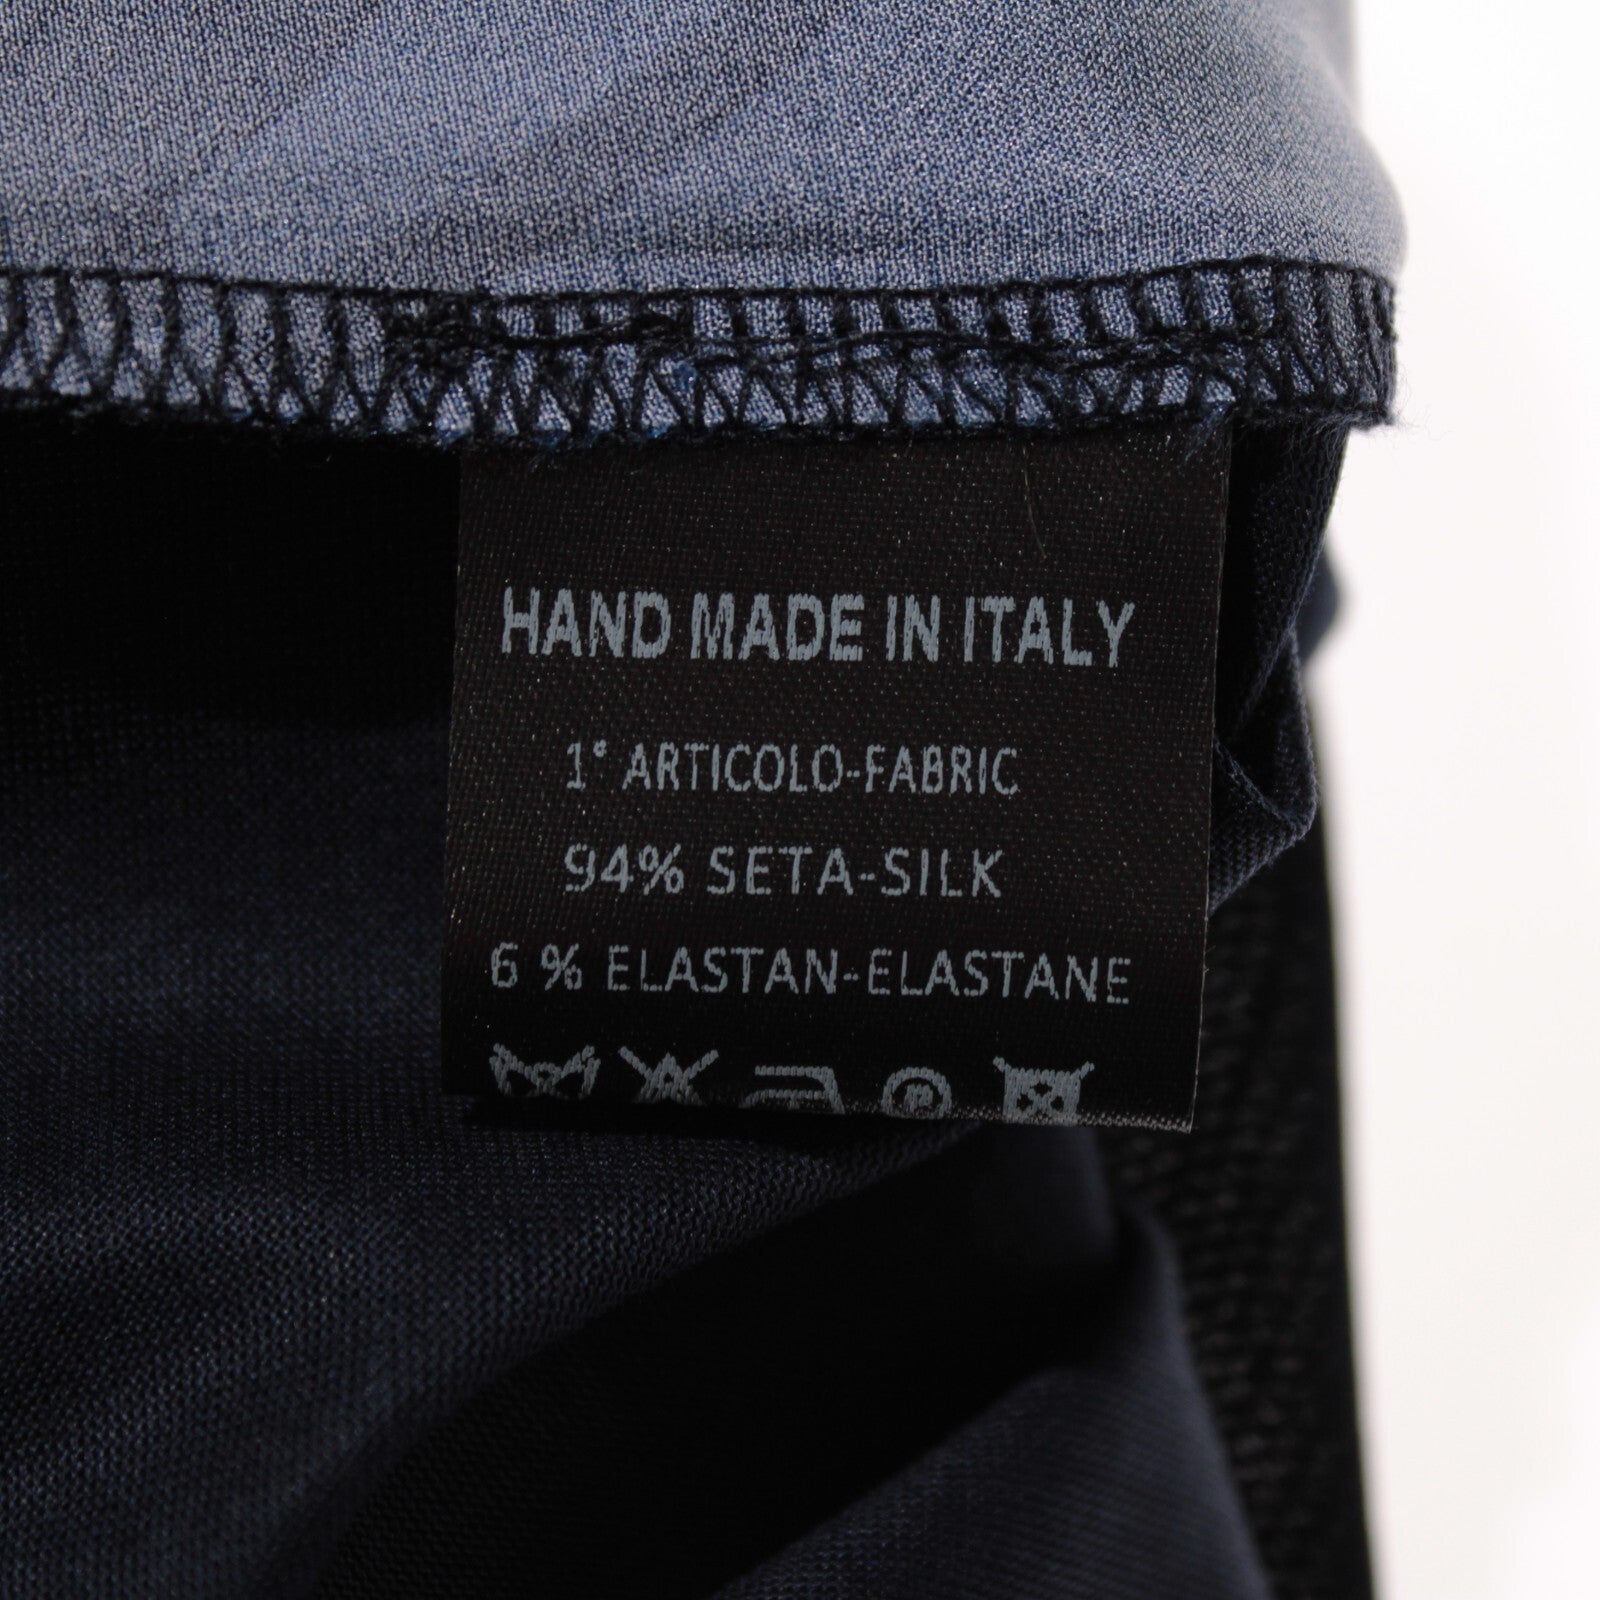 HAND MADE IN ITALY
1° ARTICOLO-FABRIC
94% SETA-SILK
6 % ELASTAN-ELASTANE